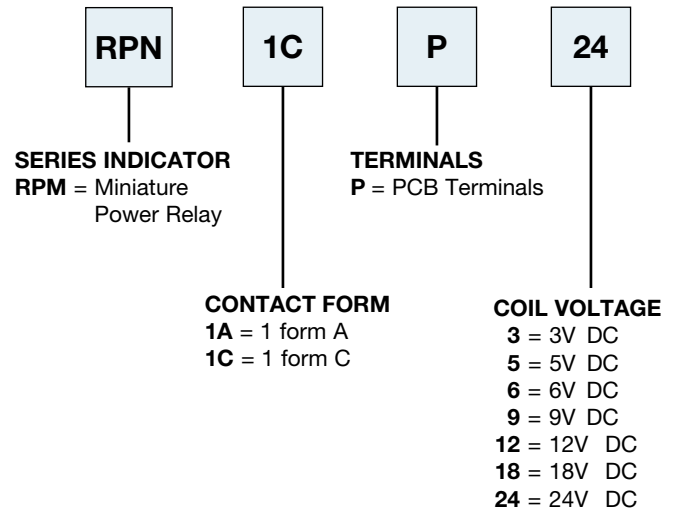 RPN 1C P 24
SERIES INDICATOR
RPM = Miniature
Power Relay
TERMINALS
P = PCB Terminals
CONTACT FORM
1A = 1 form A
1C = 1 form C
COIL VOLTAGE
3 = 3V DC
5 = 5V DC
6 = 6V DC
9 = 9V DC
12 = 12V DC
18 = 18V DC
24 = 24V DC